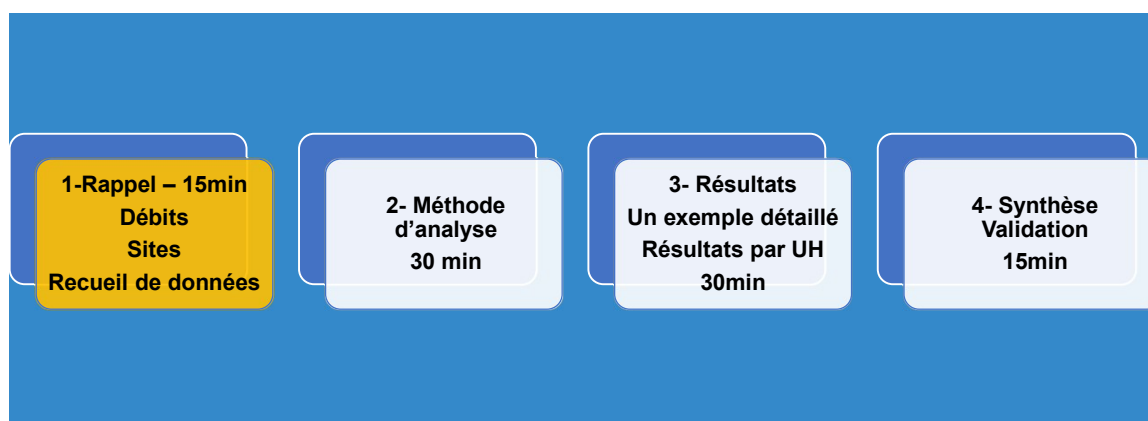 1-Rappel – 15min
Débits
Sites
Recueil de données
2- Méthode
d'analyse
30 min
3- Résultats
Un exemple détaillé
Résultats par UH
30min
4- Synthèse
Validation
15min